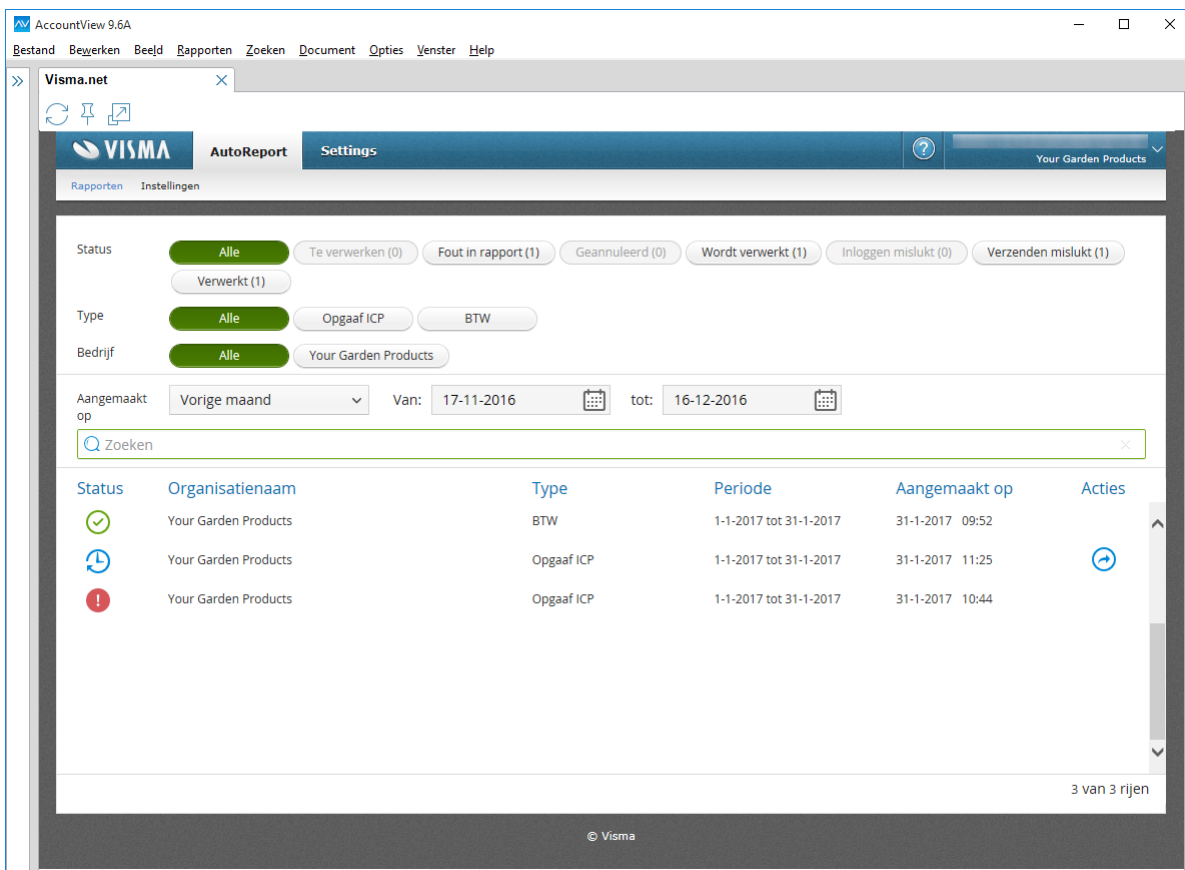 AccountView 9.6A
Bestand Bewerken Beeld Rapporten Zoeken Document Opties Venster Help
Visma.net
VISMA AutoReport Settings ? Your Garden Products
Rapporten Instellingen
Status Alle Te verwerken (0) Fout in rapport (1) Geannuleerd (0) Wordt verwerkt (1) Inloggen mislukt (0) Verzenden mislukt (1)
Verwerkt (1)
Type Alle Opgaaf ICP BTW
Bedrijf Alle Your Garden Products
Aangemaakt op Vorige maand Van: 17-11-2016 tot: 16-12-2016
Zoeken
Status Organisatienaam Type Periode Aangemaakt op Acties
Your Garden Products BTW 1-1-2017 tot 31-1-2017 31-1-2017 09:52
Your Garden Products Opgaaf ICP 1-1-2017 tot 31-1-2017 31-1-2017 11:25
Your Garden Products Opgaaf ICP 1-1-2017 tot 31-1-2017 31-1-2017 10:44
3 van 3 rijen
© Visma